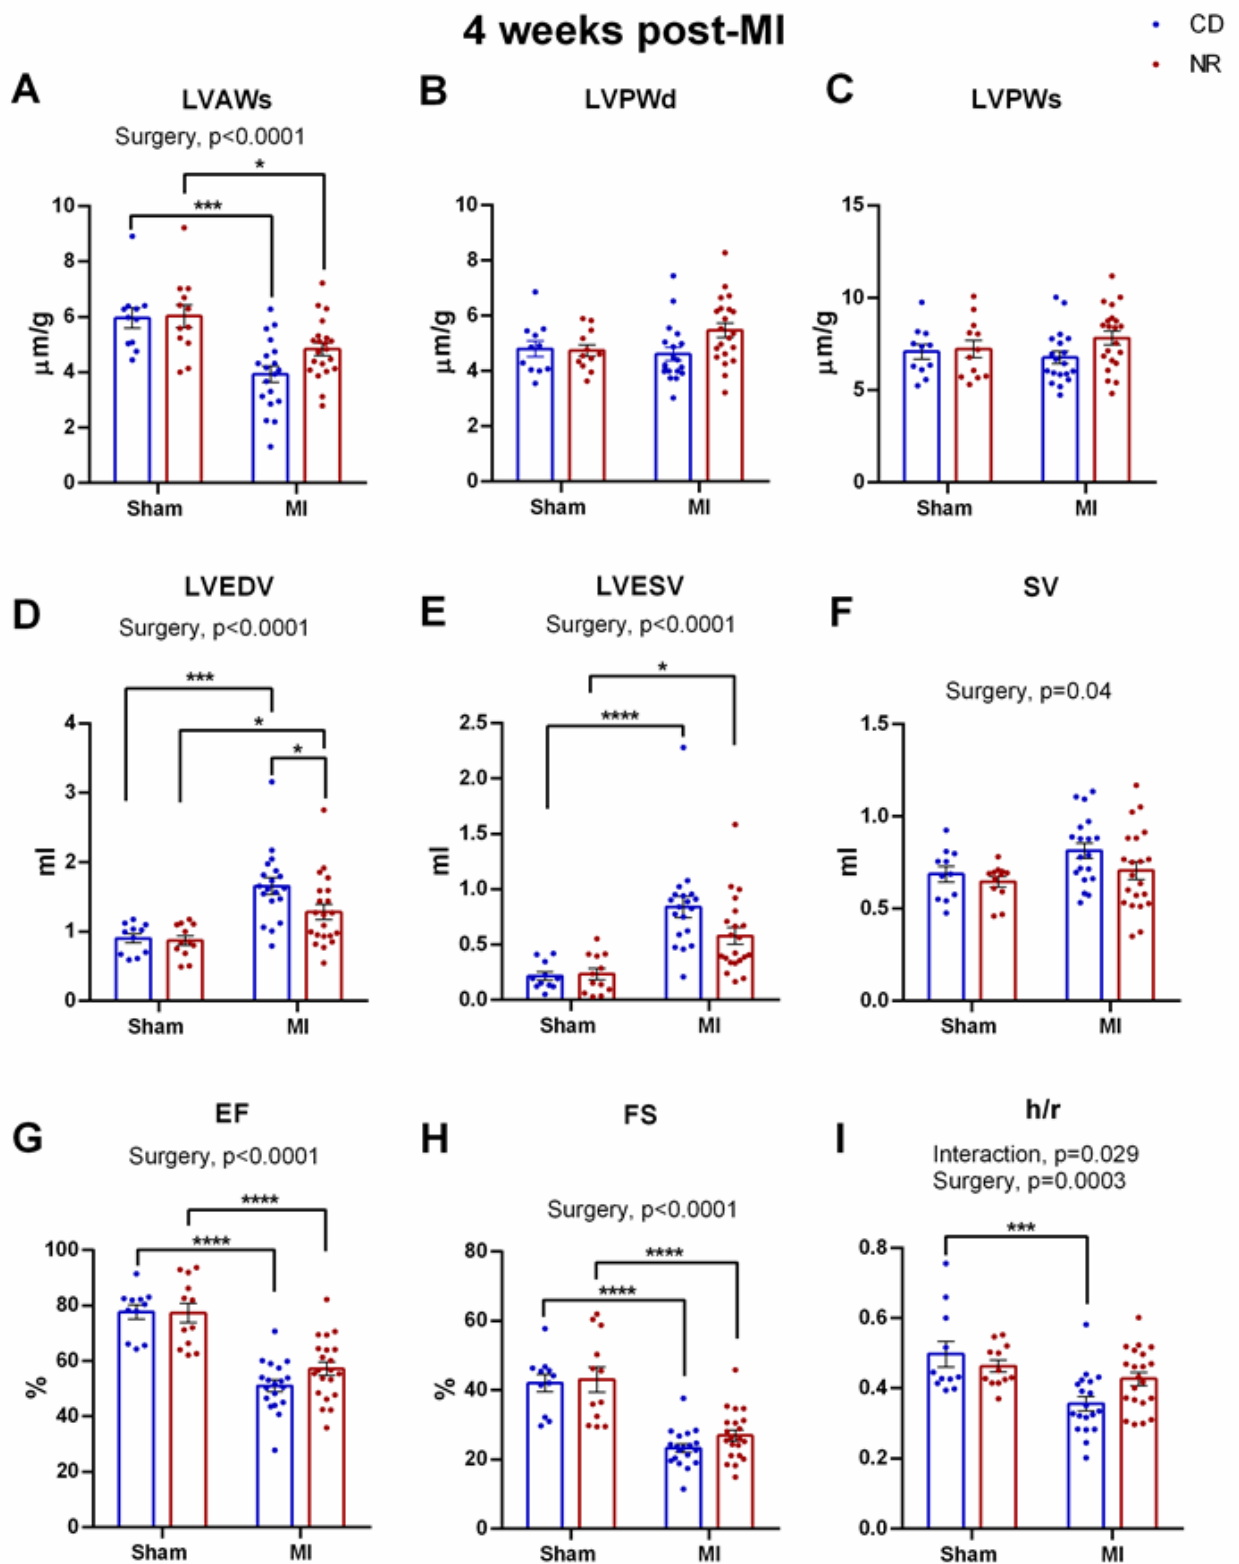 4 weeks post-MI
CD
NR
A
LVAWs
Surgery, p<0.0001
*
***
10
8
6
4
2
0
μm/g
Sham
MI
B
LVPWd
10
8
6
4
2
0
μm/g
Sham
MI
C
LVPWs
15
10
5
0
μm/g
Sham
MI
D
LVEDV
Surgery, p<0.0001
***
*
*
4
3
2
1
0
ml
Sham
MI
E
LVESV
Surgery, p<0.0001
*
****
2.5
2.0
1.5
1.0
0.5
0.0
ml
Sham
MI
F
SV
Surgery, p=0.04
1.5
1.0
0.5
0.0
ml
Sham
MI
G
EF
Surgery, p<0.0001
****
****
100
80
60
40
20
0
%
Sham
MI
H
FS
Surgery, p<0.0001
****
****
80
60
40
20
0
%
Sham
MI
I
h/r
Interaction, p=0.029
Surgery, p=0.0003
***
0.8
0.6
0.4
0.2
0.0
Sham
MI